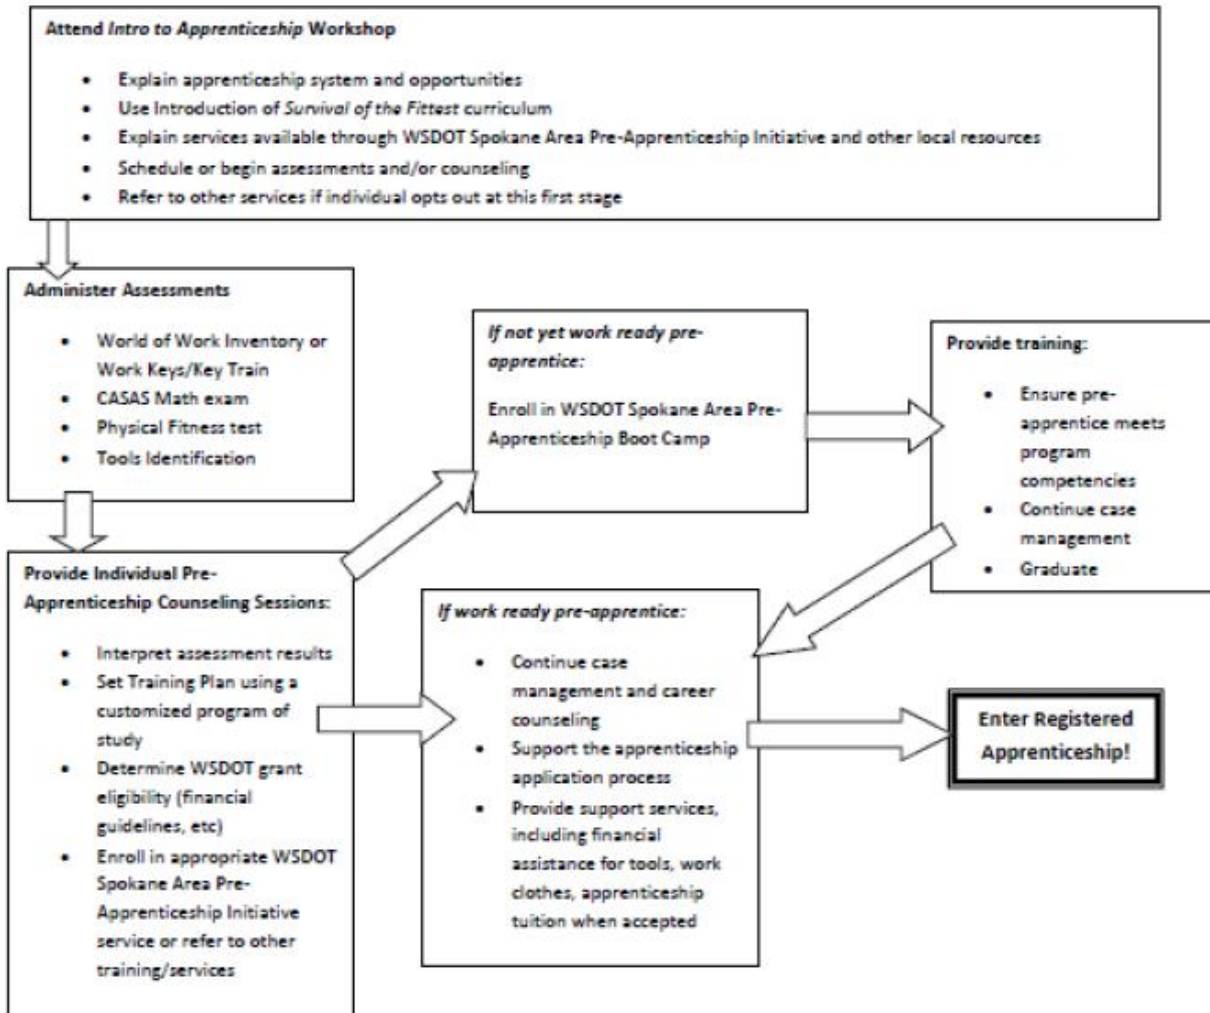 Attend Intro to Apprenticeship Workshop
• Explain apprenticeship system and opportunities
• Use Introduction of Survival of the Fittest curriculum
• Explain services available through WSDOT Spokane Area Pre-Apprenticeship Initiative and other local resources
• Schedule or begin assessments and/or counseling
• Refer to other services if individual opts out at this first stage
Administer Assessments
• World of Work Inventory or
Work Keys/Key Train
• CASAS Math exam
• Physical Fitness test
• Tools Identification
Provide Individual Pre-
Apprenticeship Counseling Sessions:
• Interpret assessment results
• Set Training Plan using a
customized program of
study
• Determine WSDOT grant
eligibility (financial
guidelines, etc)
• Enroll in appropriate WSDOT
Spokane Area Pre-
Apprenticeship Initiative
service or refer to other
training/services
If not yet work ready pre-
apprentice:
Enroll in WSDOT Spokane Area Pre-
Apprenticeship Boot Camp
Provide training:
• Ensure pre-
apprentice meets
program
competencies
• Continue case
management
• Graduate
If work ready pre-apprentice:
• Continue case
management and career
counseling
• Support the apprenticeship
application process
• Provide support services,
including financial
assistance for tools, work
clothes, apprenticeship
tuition when accepted
Enter Registered
Apprenticeship!